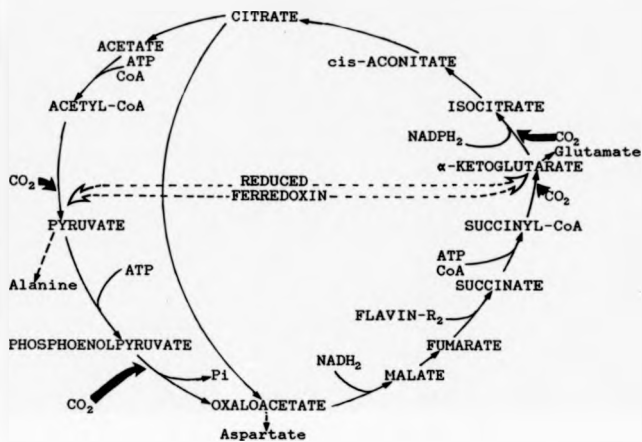 CITRATE
ACETATE
ATP
CoA
cis-ACONITATE
ACETYL-CoA
ISOCITRATE
NADPH₂
CO₂
Glutamate
α-KETOGLUTARATE
CO₂
REDUCED
FERREDOXIN
CO₂
PYRUVATE
SUCCINYL-CoA
ATP
CoA
ATP
Alanine
SUCCINATE
FLAVIN-R₂
PHOSPHOENOLPYRUVATE
FUMARATE
NADH₂
Pi
MALATE
CO₂
OXALOACETATE
Aspartate